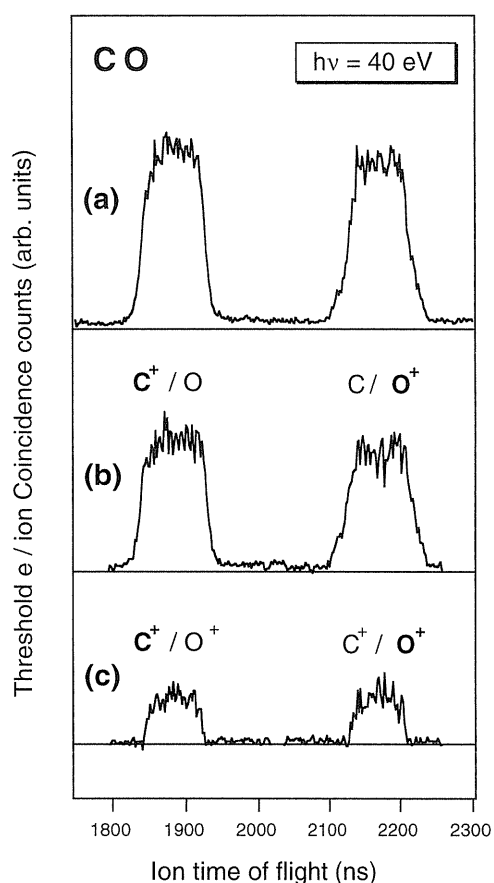 CO
hν = 40 eV
(a)
C⁺ / O
C / O⁺
(b)
C⁺ / O⁺
C⁺ / O⁺
(c)
Threshold e / ion Coincidence counts (arb. units)
1800 1900 2000 2100 2200 2300
Ion time of flight (ns)